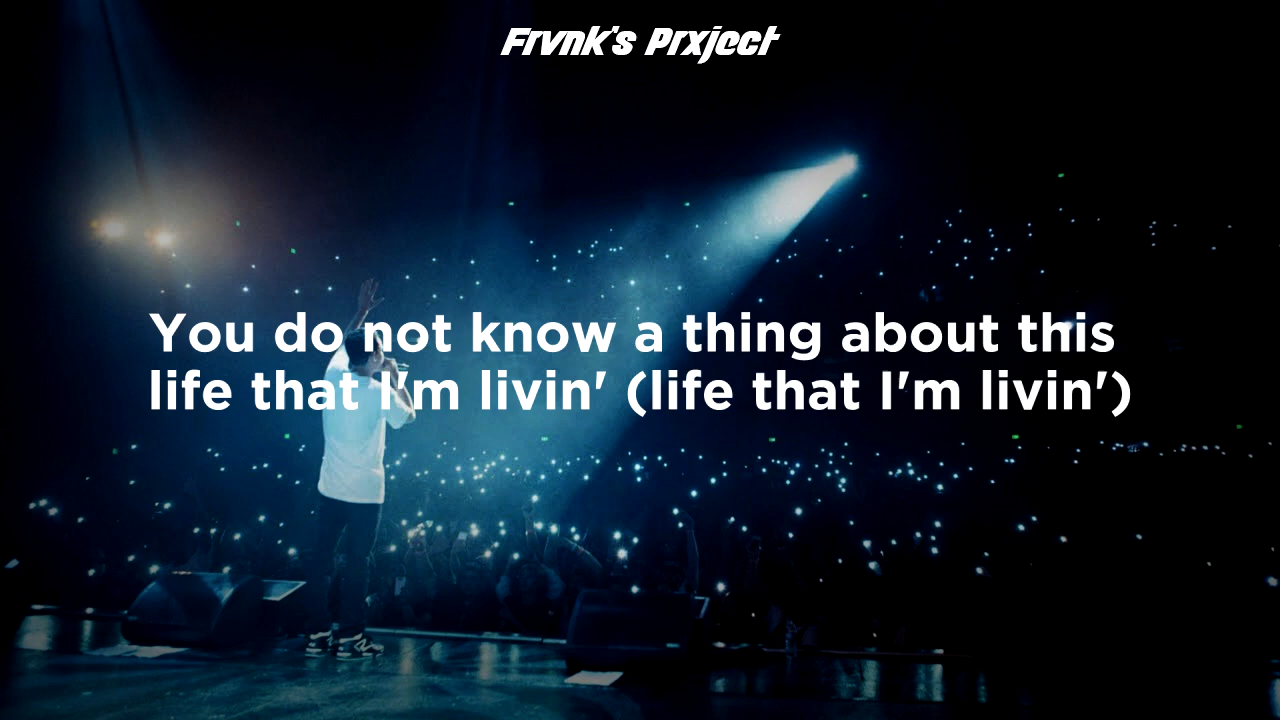 Frvnk's Prxject
You do not know a thing about this
life that I'm livin' (life that I'm livin')